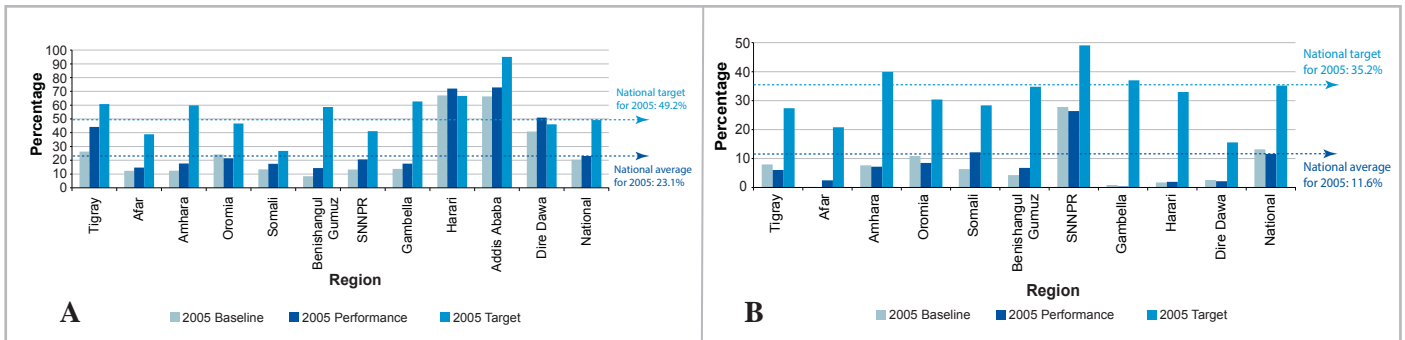 Percentage
100
90
80
70
60
50
40
30
20
10
0
National target
for 2005: 49.2%
National average
for 2005: 23.1%
Tigray
Afar
Amhara
Oromia
Somali
Benishangul
Gumuz
SNNPR
Gambella
Harari
Addis Ababa
Dire Dawa
National
Region
A
2005 Baseline
2005 Performance
2005 Target
Percentage
50
40
30
20
10
0
National target
for 2005: 35.2%
National average
for 2005: 11.6%
Tigray
Afar
Amhara
Oromia
Somali
Benishangul
Gumuz
SNNPR
Gambella
Harari
Dire Dawa
National
Region
B
2005 Baseline
2005 Performance
2005 Target